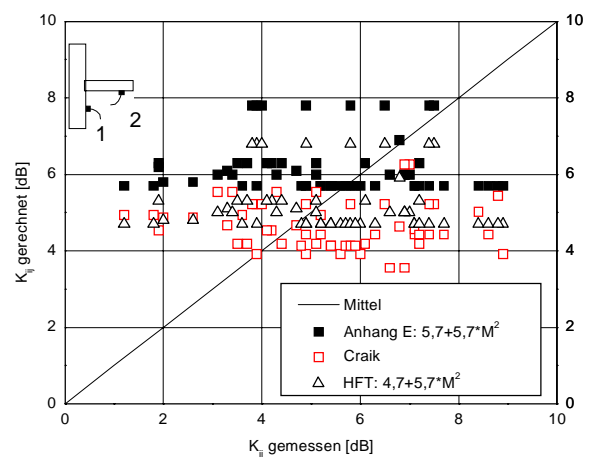 10
8
6
4
2
0
K_ij gerechnet [dB]
10
8
6
4
2
0
1
2
Mittel
Anhang E: 5,7+5,7*M²
Craik
HFT: 4,7+5,7*M²
0 2 4 6 8 10
K_ij gemessen [dB]